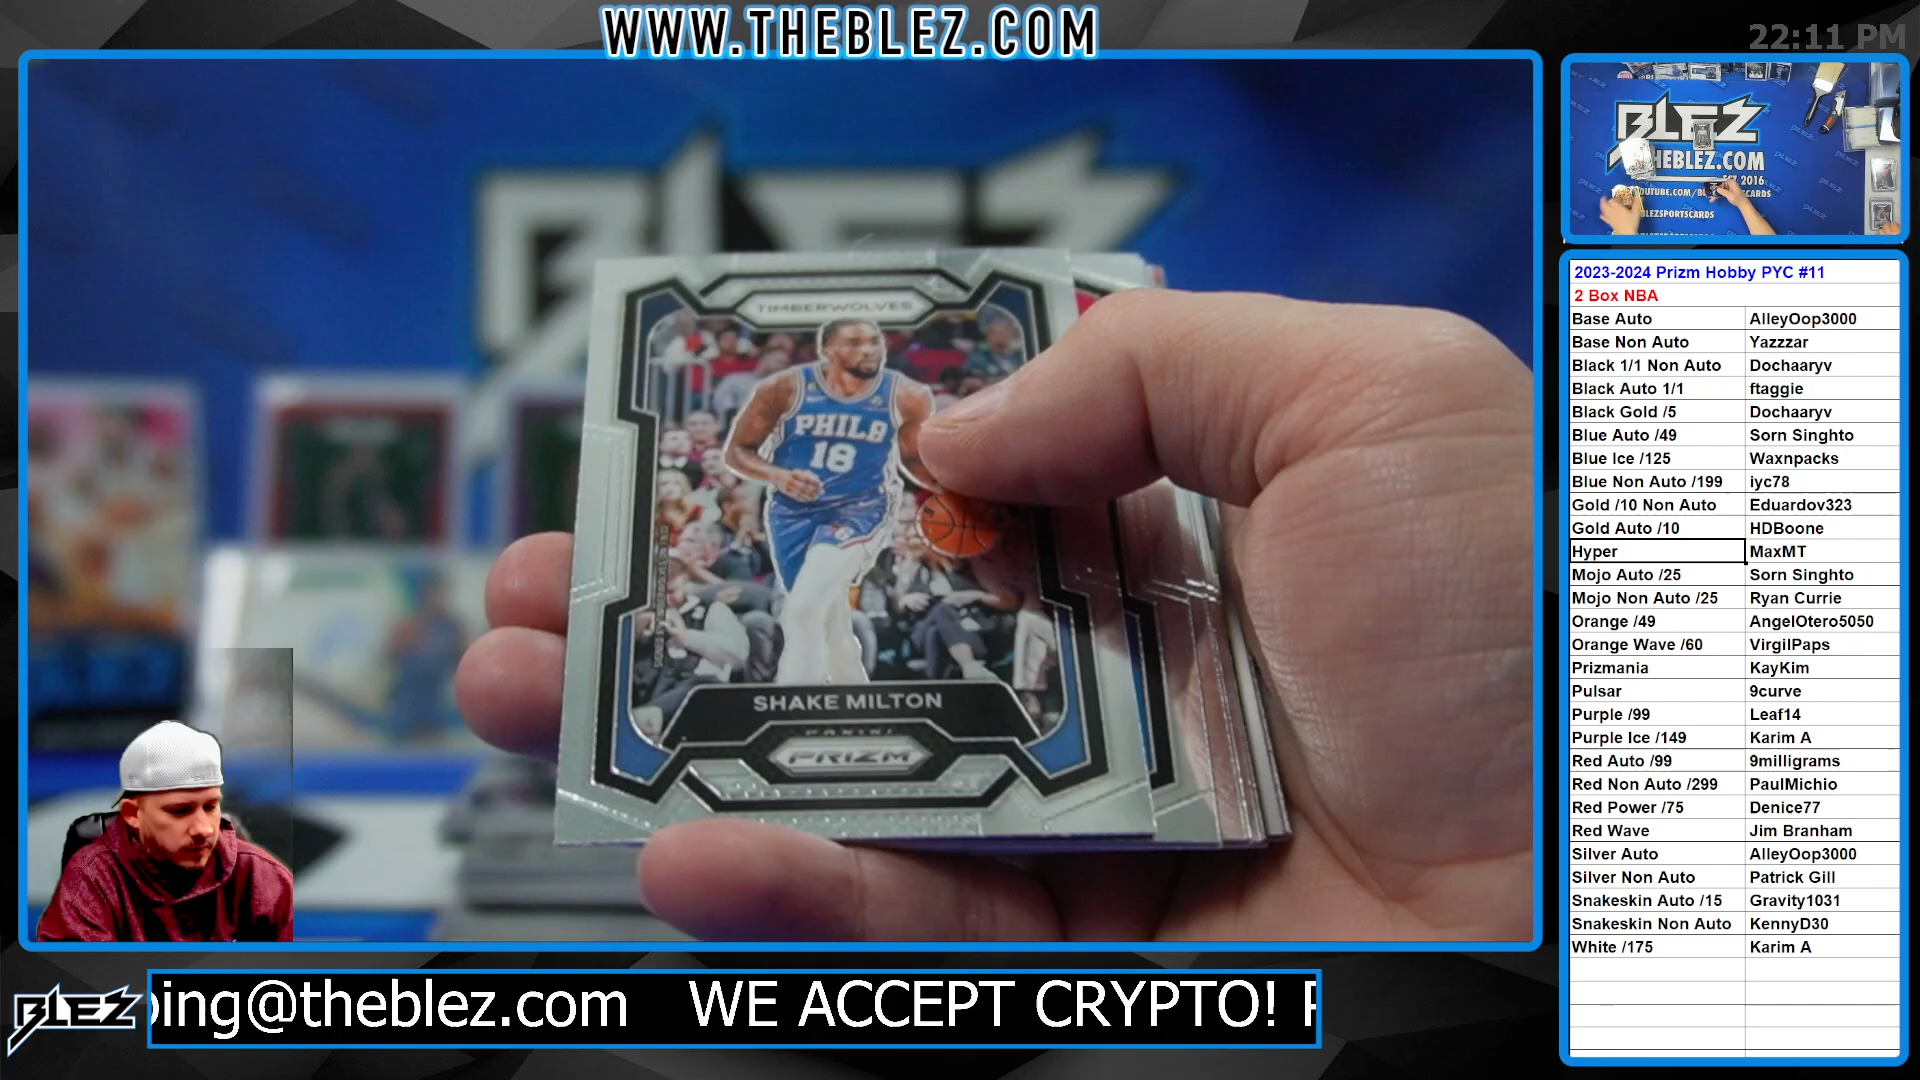 WWW.THEBLEZ.COM
22:11 PM
BLEZ
TIMBERWOLVES
PHILA
18
SHAKE MILTON
PANINI
PRIZM
BLEZ
THEBLEZ.COM
EST 2016
BLEZSPORTSCARDS
2023-2024 Prizm Hobby PYC #11
2 Box NBA
Base Auto AlleyOop3000
Base Non Auto Yazzzar
Black 1/1 Non Auto Dochaaryv
Black Auto 1/1 ftaggie
Black Gold /5 Dochaaryv
Blue Auto /49 Sorn Singhto
Blue Ice /125 Waxnpacks
Blue Non Auto /199 iyc78
Gold /10 Non Auto Eduardov323
Gold Auto /10 HDBoone
Hyper MaxMT
Mojo Auto /25 Sorn Singhto
Mojo Non Auto /25 Ryan Currie
Orange /49 AngelOtero5050
Orange Wave /60 VirgilPaps
Prizmania KayKim
Pulsar 9curve
Purple /99 Leaf14
Purple Ice /149 Karim A
Red Auto /99 9milligrams
Red Non Auto /299 PaulMichio
Red Power /75 Denice77
Red Wave Jim Branham
Silver Auto AlleyOop3000
Silver Non Auto Patrick Gill
Snakeskin Auto /15 Gravity1031
Snakeskin Non Auto KennyD30
White /175 Karim A
BLEZ
ping@theblez.com WE ACCEPT CRYPTO!